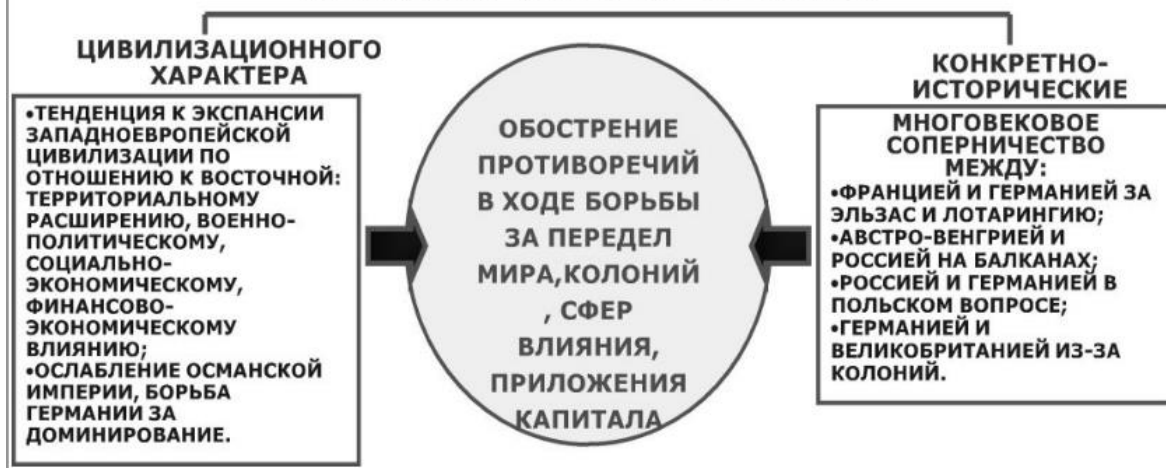 ЦИВИЛИЗАЦИОННОГО
ХАРАКТЕРА
•ТЕНДЕНЦИЯ К ЭКСПАНСИИ
ЗАПАДНОЕВРОПЕЙСКОЙ
ЦИВИЛИЗАЦИИ ПО
ОТНОШЕНИЮ К ВОСТОЧНОЙ:
ТЕРРИТОРИАЛЬНОМУ
РАСШИРЕНИЮ, ВОЕННО-
ПОЛИТИЧЕСКОМУ,
СОЦИАЛЬНО-
ЭКОНОМИЧЕСКОМУ,
ФИНАНСОВО-
ЭКОНОМИЧЕСКОМУ
ВЛИЯНИЮ;
•ОСЛАБЛЕНИЕ ОСМАНСКОЙ
ИМПЕРИИ, БОРЬБА
ГЕРМАНИИ ЗА
ДОМИНИРОВАНИЕ.
ОБОСТРЕНИЕ
ПРОТИВОРЕЧИЙ
В ХОДЕ БОРЬБЫ
ЗА ПЕРЕДЕЛ
МИРА,КОЛОНИЙ
, СФЕР
ВЛИЯНИЯ,
ПРИЛОЖЕНИЯ
КАПИТАЛА
КОНКРЕТНО-
ИСТОРИЧЕСКИЕ
МНОГОВЕКОВОЕ
СОПЕРНИЧЕСТВО
МЕЖДУ:
•ФРАНЦИЕЙ И ГЕРМАНИЕЙ ЗА
ЭЛЬЗАС И ЛОТАРИНГИЮ;
•АВСТРО-ВЕНГРИЕЙ И
РОССИЕЙ НА БАЛКАНАХ;
•РОССИЕЙ И ГЕРМАНИЕЙ В
ПОЛЬСКОМ ВОПРОСЕ;
•ГЕРМАНИЕЙ И
ВЕЛИКОБРИТАНИЕЙ ИЗ-ЗА
КОЛОНИЙ.